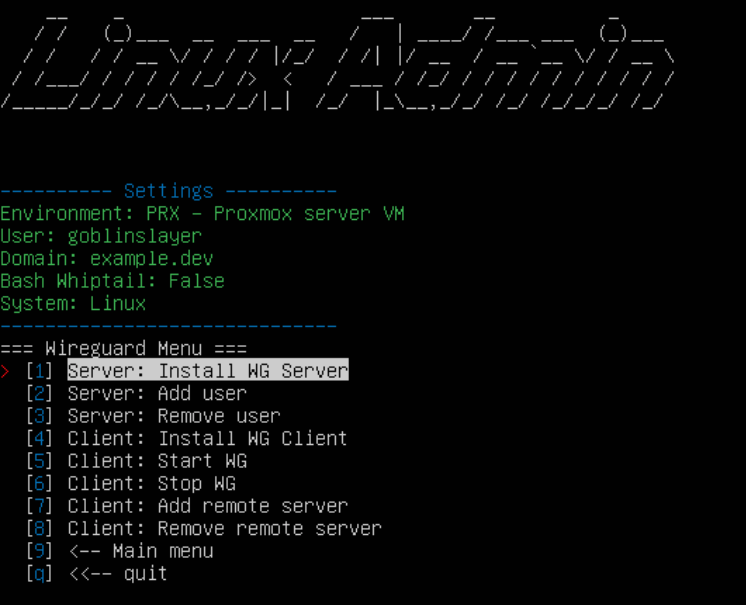 Linux Admin
---------- Settings ----------
Environment: PRX - Proxmox server VM
User: goblinslayer
Domain: example.dev
Bash Whiptail: False
System: Linux
------------------------------
=== Wireguard Menu ===
> [1] Server: Install WG Server
[2] Server: Add user
[3] Server: Remove user
[4] Client: Install WG Client
[5] Client: Start WG
[6] Client: Stop WG
[7] Client: Add remote server
[8] Client: Remove remote server
[9] <-- Main menu
[q] <<-- quit